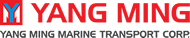 YANG MING
YANG MING MARINE TRANSPORT CORP.